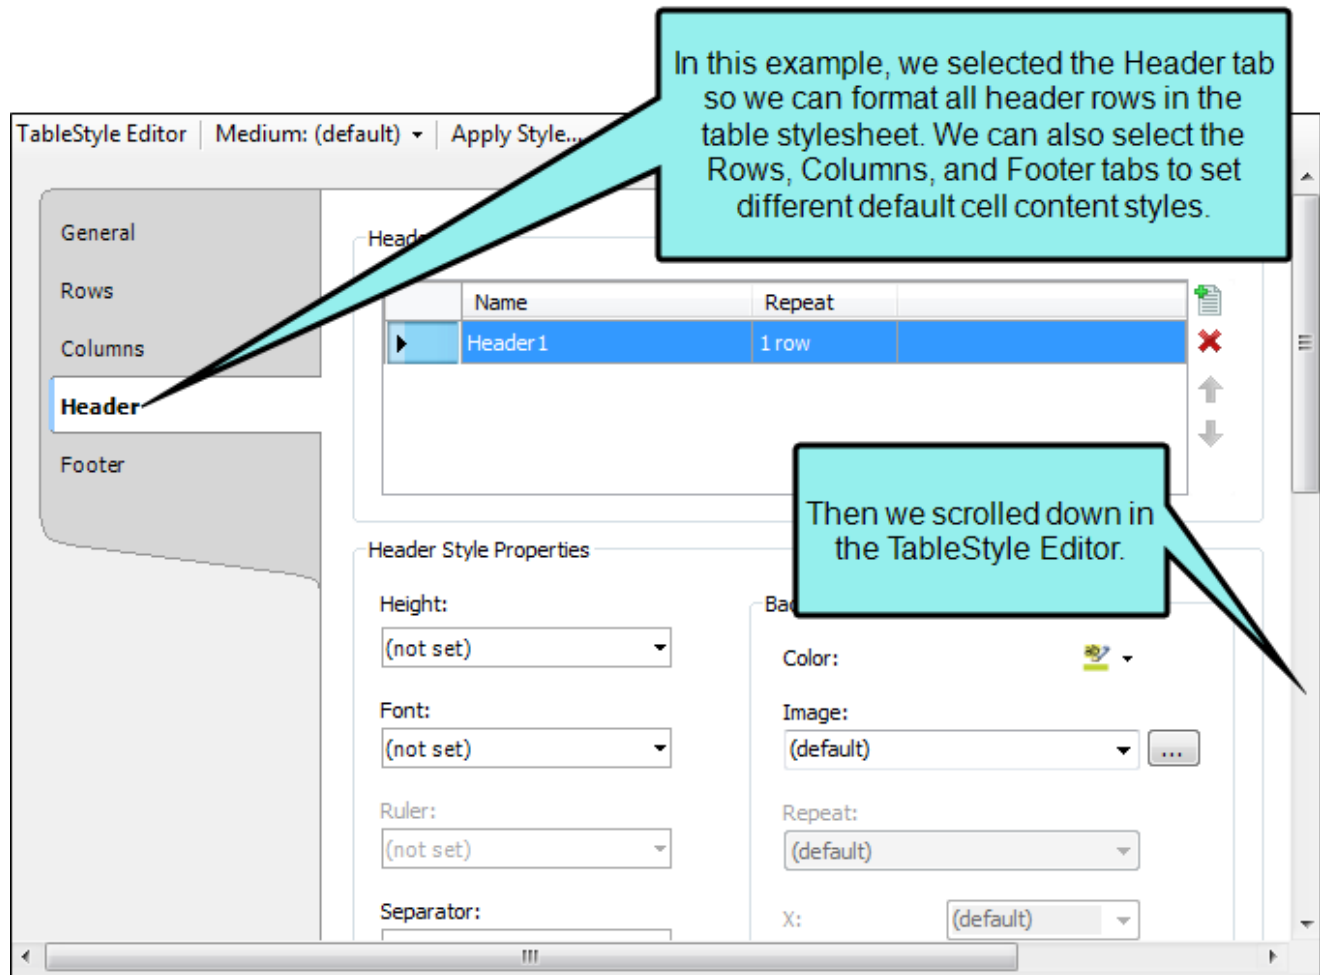 In this example, we selected the Header tab
so we can format all header rows in the
table stylesheet. We can also select the
Rows, Columns, and Footer tabs to set
different default cell content styles.
TableStyle Editor
Medium: (default)
Apply Style...
General
Rows
Columns
Header
Footer
Name
Repeat
Header1
1 row
Then we scrolled down in
the TableStyle Editor.
Header Style Properties
Height:
(not set)
Font:
(not set)
Ruler:
(not set)
Separator:
Color:
Image:
(default)
...
Repeat:
(default)
X:
(default)